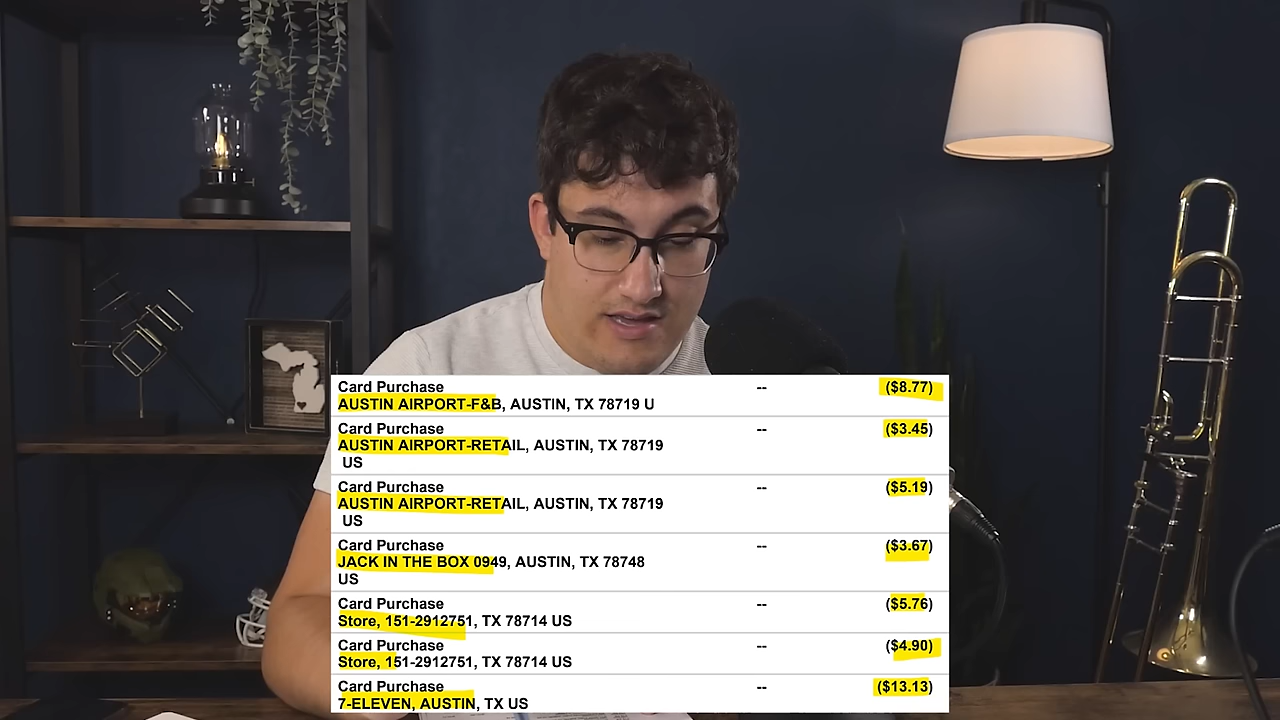 Card Purchase -- ($8.77)
AUSTIN AIRPORT-F&B, AUSTIN, TX 78719 U
Card Purchase -- ($3.45)
AUSTIN AIRPORT-RETAIL, AUSTIN, TX 78719
US
Card Purchase -- ($5.19)
AUSTIN AIRPORT-RETAIL, AUSTIN, TX 78719
US
Card Purchase -- ($3.67)
JACK IN THE BOX 0949, AUSTIN, TX 78748
US
Card Purchase -- ($5.76)
Store, 151-2912751, TX 78714 US
Card Purchase -- ($4.90)
Store, 151-2912751, TX 78714 US
Card Purchase -- ($13.13)
7-ELEVEN, AUSTIN, TX US